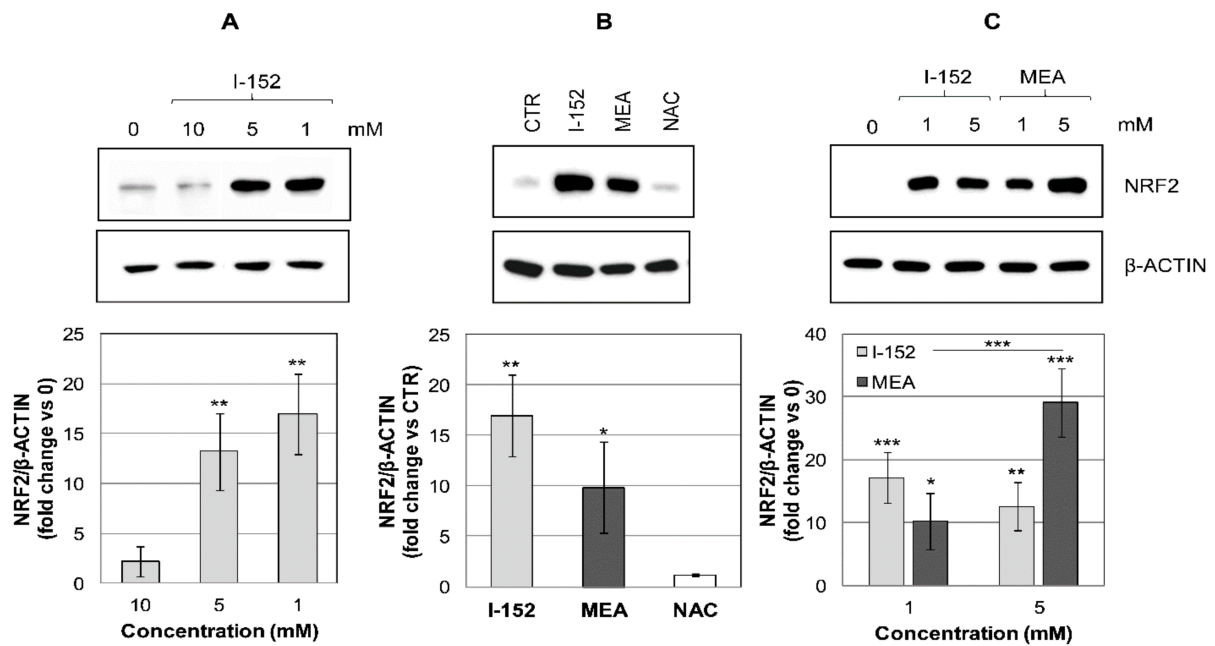 A
B
C
I-152
0 10 5 1 mM
CTR
I-152
MEA
NAC
I-152 MEA
0 1 5 1 5 mM
NRF2
β-ACTIN
NRF2/β-ACTIN
(fold change vs 0)
25
20
15
10
5
0
**
**
10 5 1
Concentration (mM)
NRF2/β-ACTIN
(fold change vs CTR)
25
20
15
10
5
0
**
*
I-152 MEA NAC
NRF2/β-ACTIN
(fold change vs 0)
40
30
20
10
0
I-152
MEA
***
***
***
*
**
1 5
Concentration (mM)